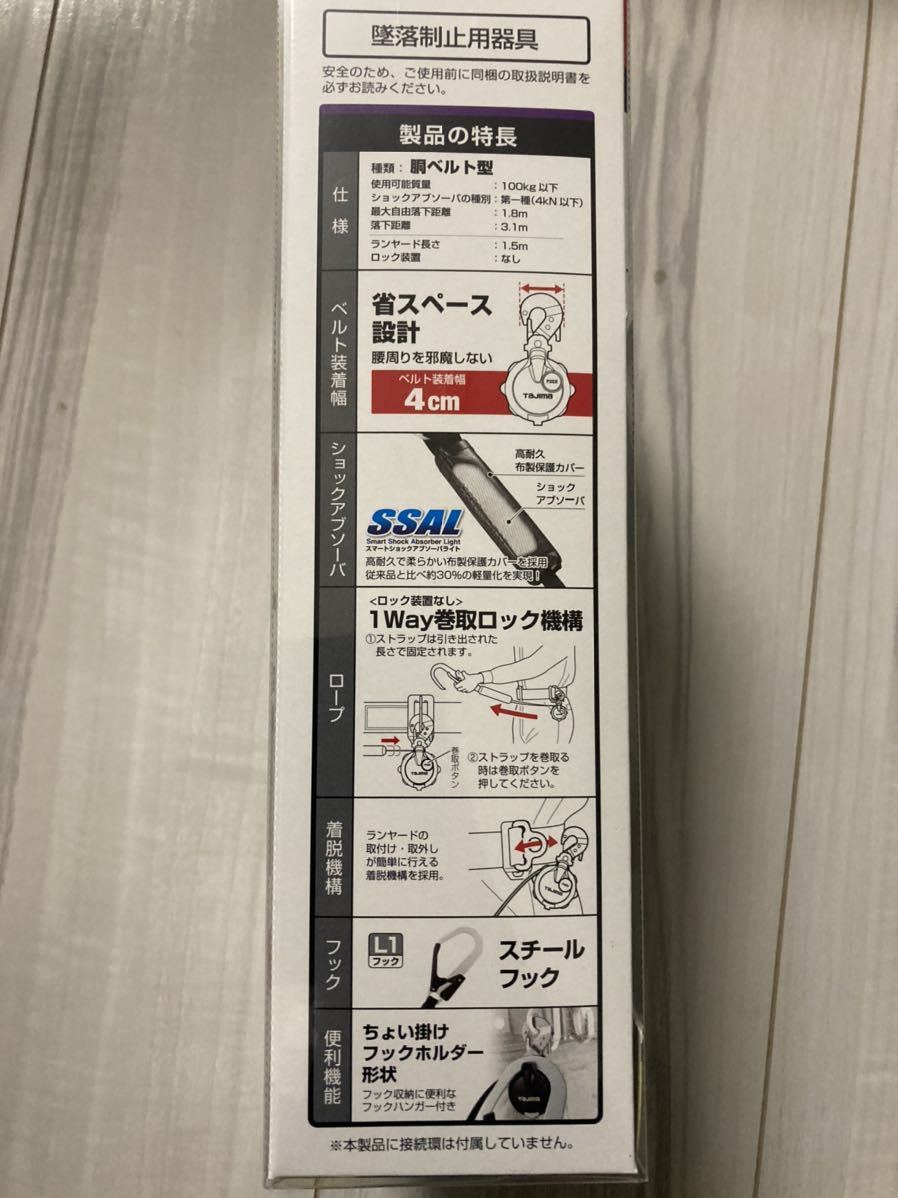 墜落制止用器具
安全のため、ご使用前に同梱の取扱説明書を
必ずお読みください。
製品の特長
仕様
種類：胴ベルト型
使用可能質量：100kg以下
ショックアブソーバの種別：第一種(4kN以下)
最大自由落下距離：1.8m
落下距離：3.1m
ランヤード長さ：1.5m
ロック装置：なし
ベルト装着幅
省スペース
設計
腰周りを邪魔しない
ベルト装着幅
4cm
PUSH
TAJIMA
ショックアブソーバ
高耐久
布製保護カバー
ショック
アブソーバ
SSAL
Smart Shock Absorber Light
スマートショックアブソーバライト
高耐久で柔らかい布製保護カバーを採用
従来品と比べ約30%の軽量化を実現！
ロープ
<ロック装置なし>
1Way巻取ロック機構
①ストラップは引き出された
長さで固定されます。
巻取ボタン
TAJIMA
②ストラップを巻取る
時は巻取ボタンを
押してください。
着脱機構
ランヤードの
取付け・取外し
が簡単に行える
着脱機構を採用。
TAJIMA
フック
L1
フック
スチール
フック
便利機能
ちょい掛け
フックホルダー
形状
フック収納に便利な
フックハンガー付き
TAJIMA
※本製品に接続環は付属していません。